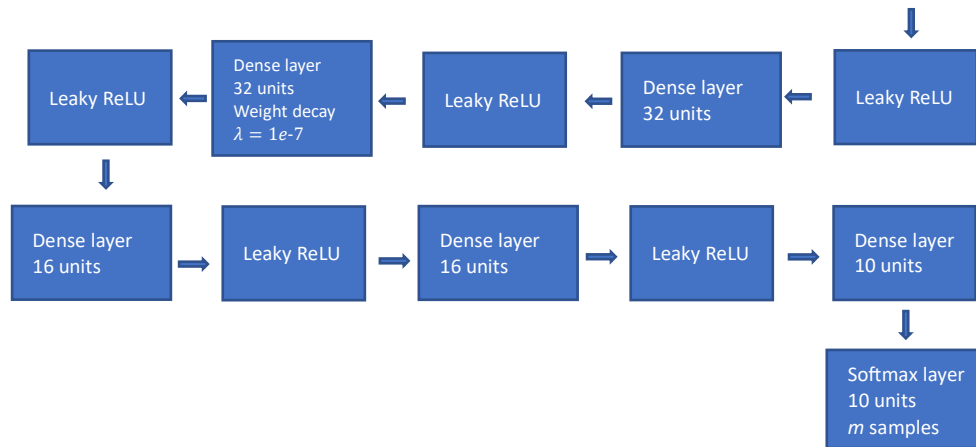 Leaky ReLU
Dense layer
32 units
Weight decay
λ = 1e-7
Leaky ReLU
Dense layer
32 units
Leaky ReLU
Dense layer
16 units
Leaky ReLU
Dense layer
16 units
Leaky ReLU
Dense layer
10 units
Softmax layer
10 units
m samples